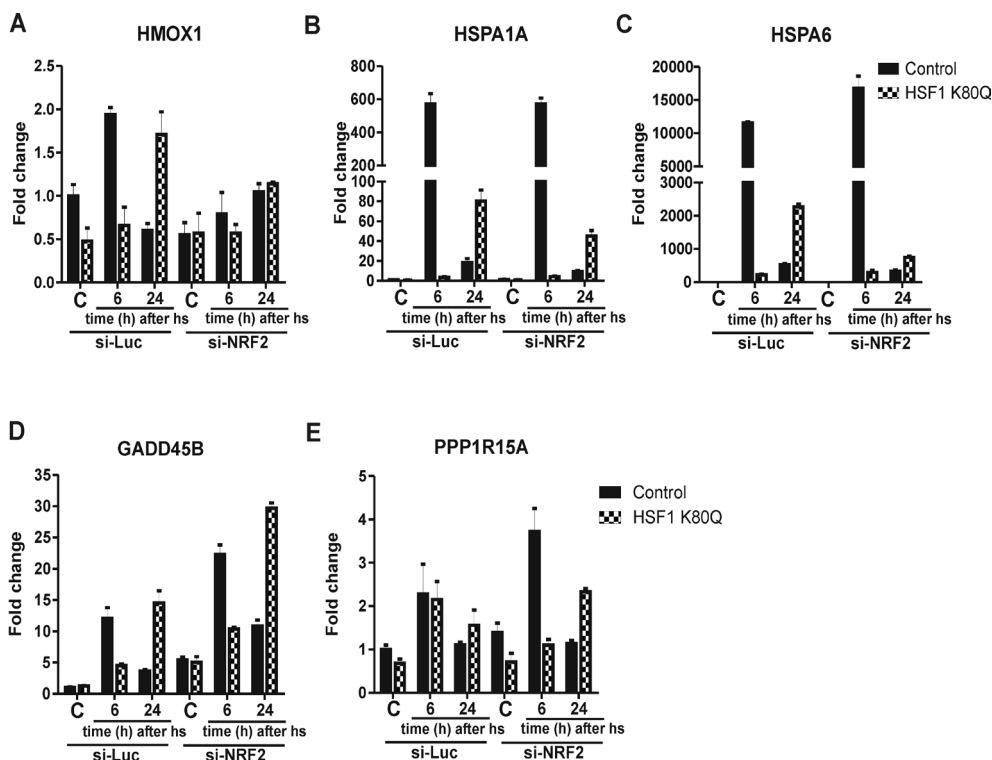 A
HMOX1
Fold change
2.5
2.0
1.5
1.0
0.5
0.0
C 6 24 C 6 24
time (h) after hs time (h) after hs
si-Luc si-NRF2
B
HSPA1A
Fold change
800
600
400
200
100
80
60
40
20
0
C 6 24 C 6 24
time (h) after hs time (h) after hs
si-Luc si-NRF2
C
HSPA6
Fold change
20000
15000
10000
5000
3000
2000
1000
0
C 6 24 C 6 24
time (h) after hs time (h) after hs
si-Luc si-NRF2
Control
HSF1 K80Q
D
GADD45B
Fold change
35
30
25
20
15
10
5
0
C 6 24 C 6 24
time (h) after hs time (h) after hs
si-Luc si-NRF2
E
PPP1R15A
Fold change
5
4
3
2
1
0
C 6 24 C 6 24
time (h) after hs time (h) after hs
si-Luc si-NRF2
Control
HSF1 K80Q